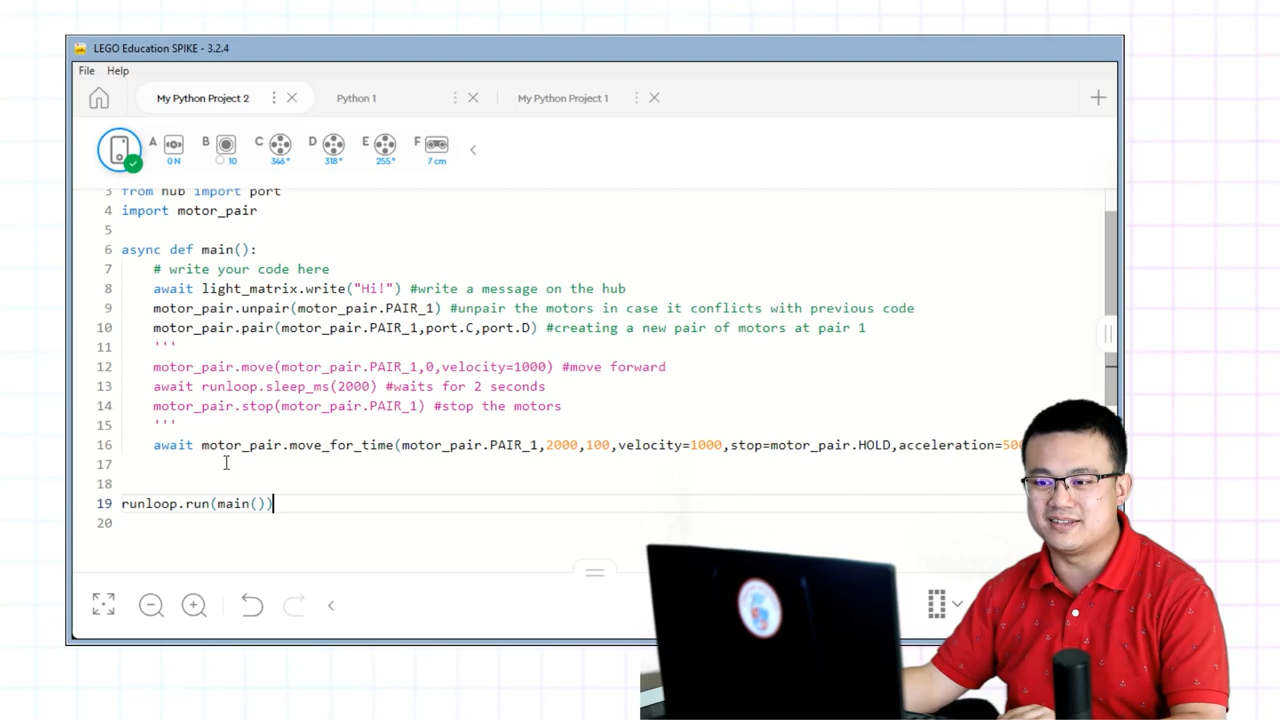 LEGO Education SPIKE - 3.2.4
File Help
My Python Project 2 Python 1 My Python Project 1
A B C D E F
0 N 10 346° 318° 255° 7 cm
3 from hub import port
4 import motor_pair
5
6 async def main():
7 # write your code here
8 await light_matrix.write("Hi!") #write a message on the hub
9 motor_pair.unpair(motor_pair.PAIR_1) #unpair the motors in case it conflicts with previous code
10 motor_pair.pair(motor_pair.PAIR_1,port.C,port.D) #creating a new pair of motors at pair 1
11 '''
12 motor_pair.move(motor_pair.PAIR_1,0,velocity=1000) #move forward
13 await runloop.sleep_ms(2000) #waits for 2 seconds
14 motor_pair.stop(motor_pair.PAIR_1) #stop the motors
15 '''
16 await motor_pair.move_for_time(motor_pair.PAIR_1,2000,100,velocity=1000,stop=motor_pair.HOLD,acceleration=500
17
18
19 runloop.run(main())
20